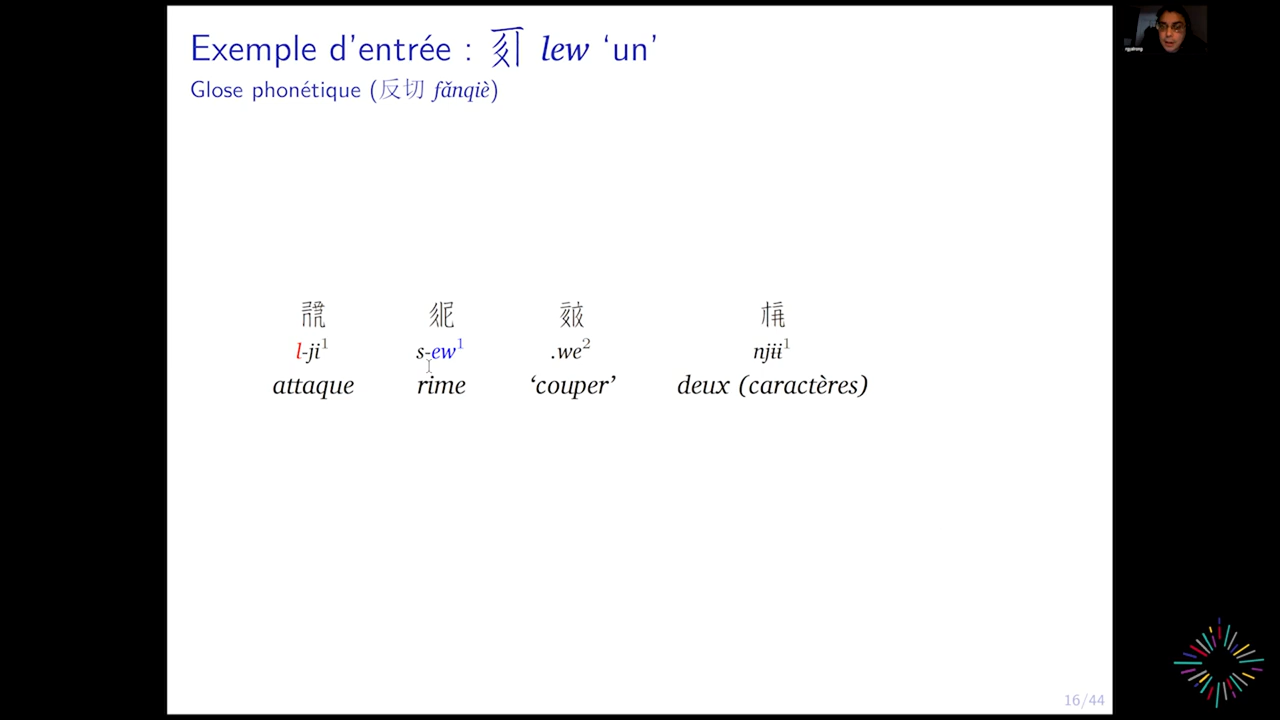 Exemple d'entrée : 𘈩 lew ‘un’
Glose phonétique (反切 fǎnqiè)
l-ji¹ s-ew¹ .we² njɨɨ¹
attaque rime ‘couper’ deux (caractères)
16/44